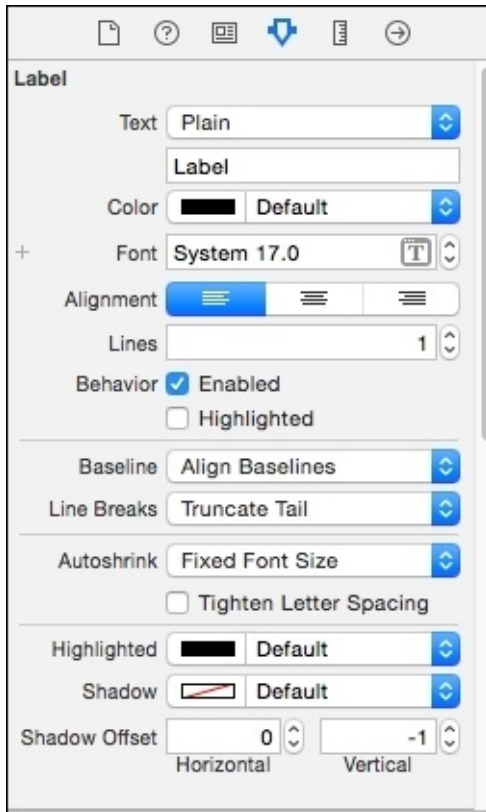 Label
Text Plain
Label
Color Default
+ Font System 17.0 T
Alignment
Lines 1
Behavior Enabled
Highlighted
Baseline Align Baselines
Line Breaks Truncate Tail
Autoshrink Fixed Font Size
Tighten Letter Spacing
Highlighted Default
Shadow Default
Shadow Offset 0 -1
Horizontal Vertical